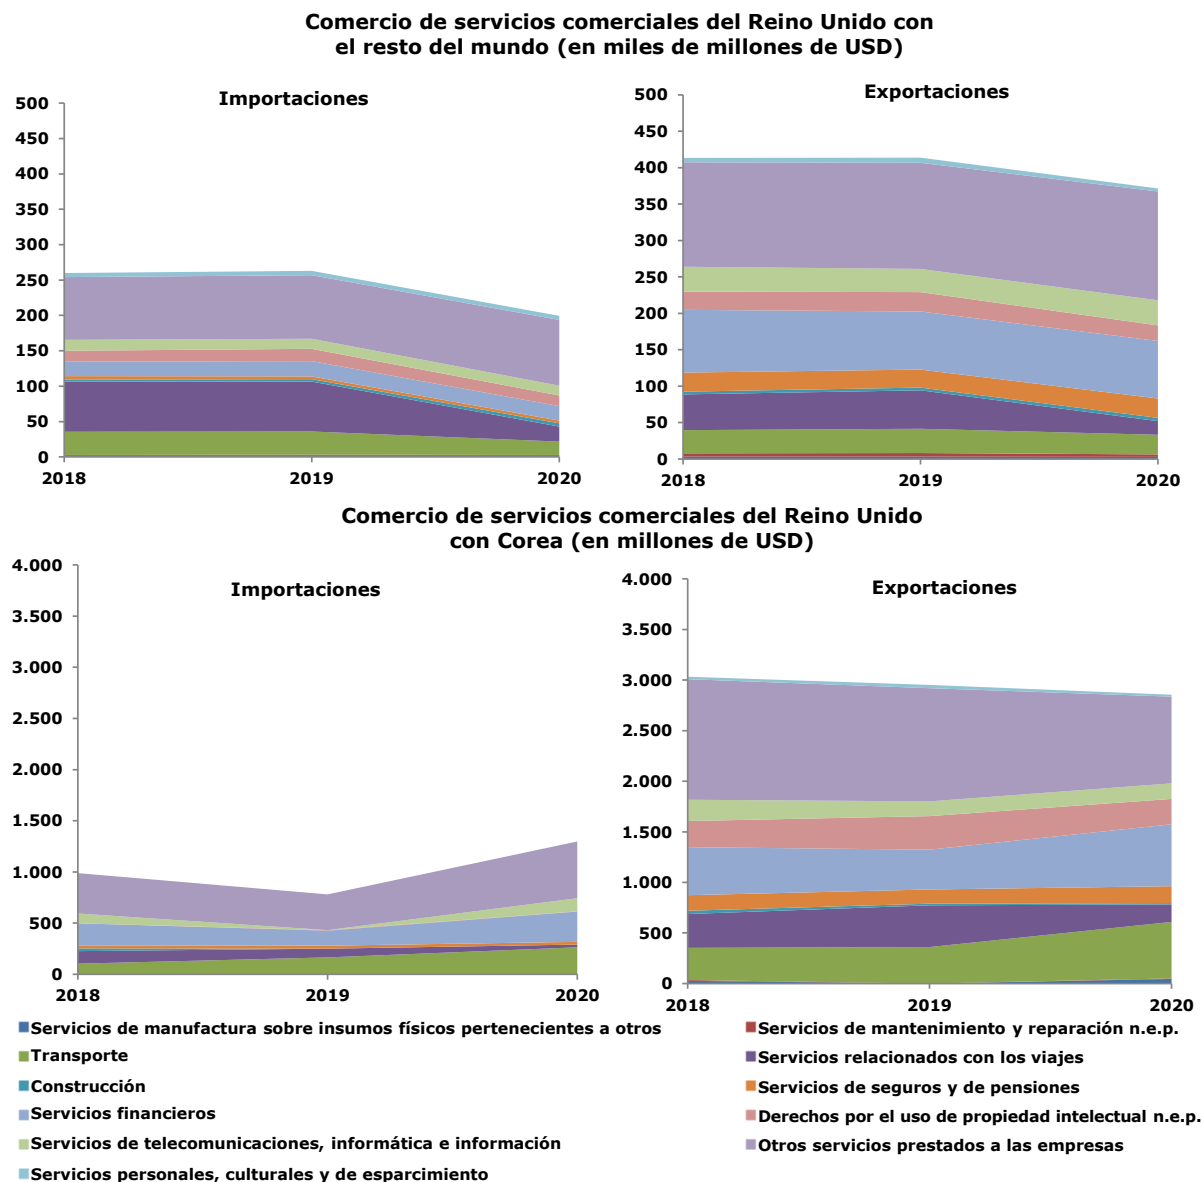 Comercio de servicios comerciales del Reino Unido con
el resto del mundo (en miles de millones de USD)
Importaciones
500
450
400
350
300
250
200
150
100
50
0
2018
2019
2020
Exportaciones
500
450
400
350
300
250
200
150
100
50
0
2018
2019
2020
Comercio de servicios comerciales del Reino Unido
con Corea (en millones de USD)
Importaciones
4.000
3.500
3.000
2.500
2.000
1.500
1.000
500
0
2018
2019
2020
Exportaciones
4.000
3.500
3.000
2.500
2.000
1.500
1.000
500
0
2018
2019
2020
Servicios de manufactura sobre insumos físicos pertenecientes a otros
Servicios de mantenimiento y reparación n.e.p.
Transporte
Servicios relacionados con los viajes
Construcción
Servicios de seguros y de pensiones
Servicios financieros
Derechos por el uso de propiedad intelectual n.e.p.
Servicios de telecomunicaciones, informática e información
Otros servicios prestados a las empresas
Servicios personales, culturales y de esparcimiento